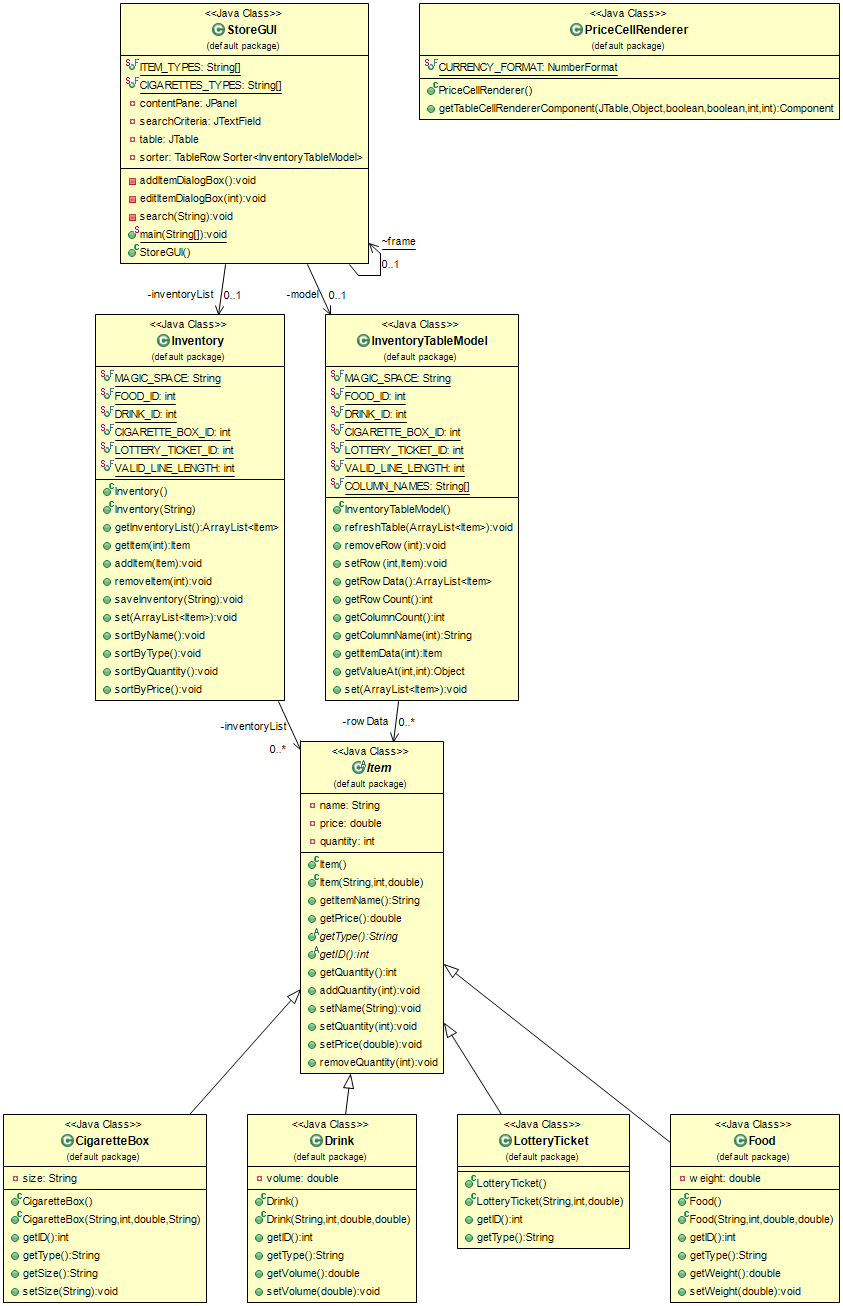 <<Java Class>>
StoreGUI
(default package)
ITEM_TYPES: String[]
CIGARETTES_TYPES: String[]
contentPane: JPanel
searchCriteria: JTextField
table: JTable
sorter: TableRowSorter<InventoryTableModel>
addItemDialogBox():void
editItemDialogBox(int):void
search(String):void
main(String[]):void
StoreGUI()
<<Java Class>>
PriceCellRenderer
(default package)
CURRENCY_FORMAT: NumberFormat
PriceCellRenderer()
getTableCellRendererComponent(JTable,Object,boolean,boolean,int,int):Component
~frame
0..1
-inventoryList 0..1
-model 0..1
<<Java Class>>
Inventory
(default package)
MAGIC_SPACE: String
FOOD_ID: int
DRINK_ID: int
CIGARETTE_BOX_ID: int
LOTTERY_TICKET_ID: int
VALID_LINE_LENGTH: int
Inventory()
Inventory(String)
getInventoryList():ArrayList<Item>
getItem(int):Item
addItem(Item):void
removeItem(int):void
saveInventory(String):void
set(ArrayList<Item>):void
sortByName():void
sortByType():void
sortByQuantity():void
sortByPrice():void
<<Java Class>>
InventoryTableModel
(default package)
MAGIC_SPACE: String
FOOD_ID: int
DRINK_ID: int
CIGARETTE_BOX_ID: int
LOTTERY_TICKET_ID: int
VALID_LINE_LENGTH: int
COLUMN_NAMES: String[]
InventoryTableModel()
refreshTable(ArrayList<Item>):void
removeRow(int):void
setRow(int,Item):void
getRowData():ArrayList<Item>
getRowCount():int
getColumnCount():int
getColumnName(int):String
getItemData(int):Item
getValueAt(int,int):Object
set(ArrayList<Item>):void
-inventoryList
0..*
-rowData 0..*
<<Java Class>>
Item
(default package)
name: String
price: double
quantity: int
Item()
Item(String,int,double)
getItemName():String
getPrice():double
getType():String
getID():int
getQuantity():int
addQuantity(int):void
setName(String):void
setQuantity(int):void
setPrice(double):void
removeQuantity(int):void
<<Java Class>>
CigaretteBox
(default package)
size: String
CigaretteBox()
CigaretteBox(String,int,double,String)
getID():int
getType():String
getSize():String
setSize(String):void
<<Java Class>>
Drink
(default package)
volume: double
Drink()
Drink(String,int,double,double)
getID():int
getType():String
getVolume():double
setVolume(double):void
<<Java Class>>
LotteryTicket
(default package)
LotteryTicket()
LotteryTicket(String,int,double)
getID():int
getType():String
<<Java Class>>
Food
(default package)
weight: double
Food()
Food(String,int,double,double)
getID():int
getType():String
getWeight():double
setWeight(double):void